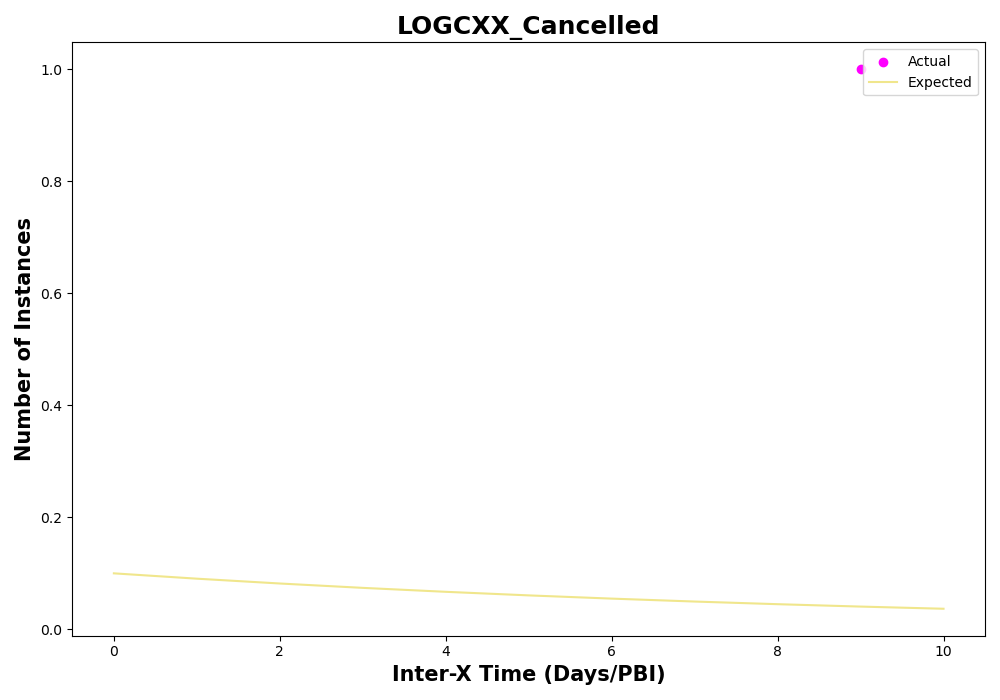 LOGCXX_Cancelled
Actual
Expected
Number of Instances
1.0
0.8
0.6
0.4
0.2
0.0
0 2 4 6 8 10
Inter-X Time (Days/PBI)